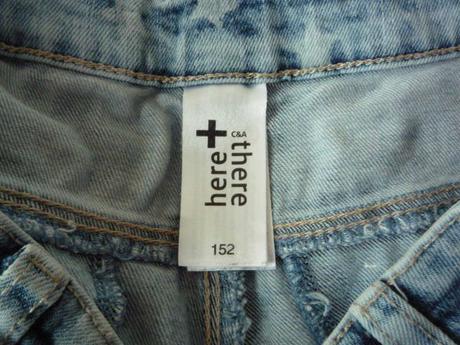 here + there
C&A
152